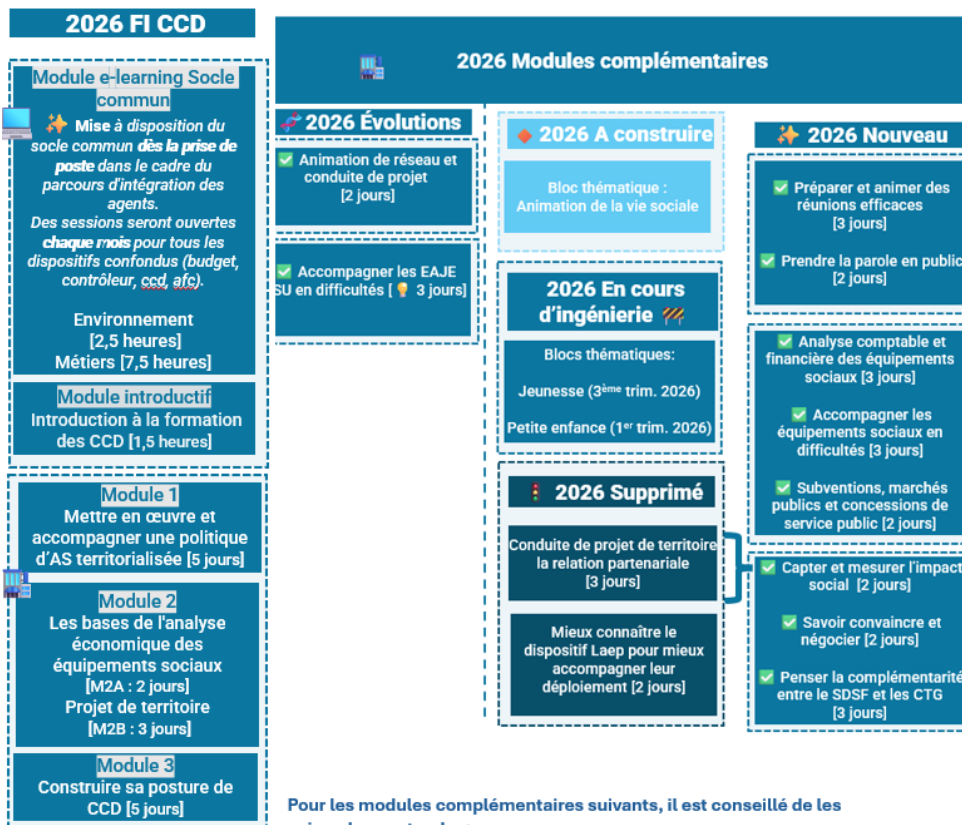 2026 FI CCD
Module e-learning Socle
commun
✨ Mise à disposition du
socle commun dès la prise de
poste dans le cadre du
parcours d'intégration des
agents.
Des sessions seront ouvertes
chaque mois pour tous les
dispositifs confondus (budget,
contrôleur, ccd, afc).
Environnement
[2,5 heures]
Métiers [7,5 heures]
Module introductif
Introduction à la formation
des CCD [1,5 heures]
Module 1
Mettre en œuvre et
accompagner une politique
d'AS territorialisée [5 jours]
Module 2
Les bases de l'analyse
économique des
équipements sociaux
[M2A : 2 jours]
Projet de territoire
[M2B : 3 jours]
Module 3
Construire sa posture de
CCD [5 jours]
2026 Modules complémentaires
🧬 2026 Évolutions
✅ Animation de réseau et
conduite de projet
[2 jours]
✅ Accompagner les EAJE
SU en difficultés [💡 3 jours]
🔸 2026 A construire
Bloc thématique :
Animation de la vie sociale
2026 En cours
d'ingénierie 🚧
Blocs thématiques:
Jeunesse (3ème trim. 2026)
Petite enfance (1er trim. 2026)
🚦 2026 Supprimé
Conduite de projet de territoire
la relation partenariale
[3 jours]
Mieux connaître le
dispositif Laep pour mieux
accompagner leur
déploiement [2 jours]
✨ 2026 Nouveau
✅ Préparer et animer des
réunions efficaces
[3 jours]
✅ Prendre la parole en public
[2 jours]
✅ Analyse comptable et
financière des équipements
sociaux [3 jours]
✅ Accompagner les
équipements sociaux en
difficultés [3 jours]
✅ Subventions, marchés
publics et concessions de
service public [2 jours]
✅ Capter et mesurer l'impact
social [2 jours]
✅ Savoir convaincre et
négocier [2 jours]
✅ Penser la complémentarité
entre le SDSF et les CTG
[3 jours]
Pour les modules complémentaires suivants, il est conseillé de les